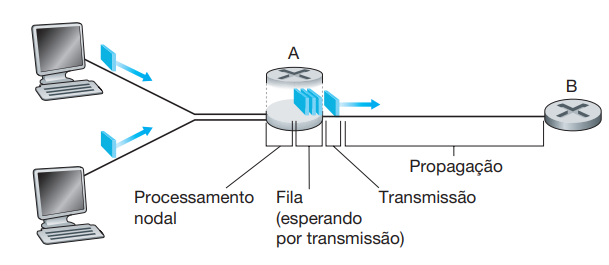 A
B
Propagação
Processamento
nodal
Fila
(esperando
por transmissão)
Transmissão